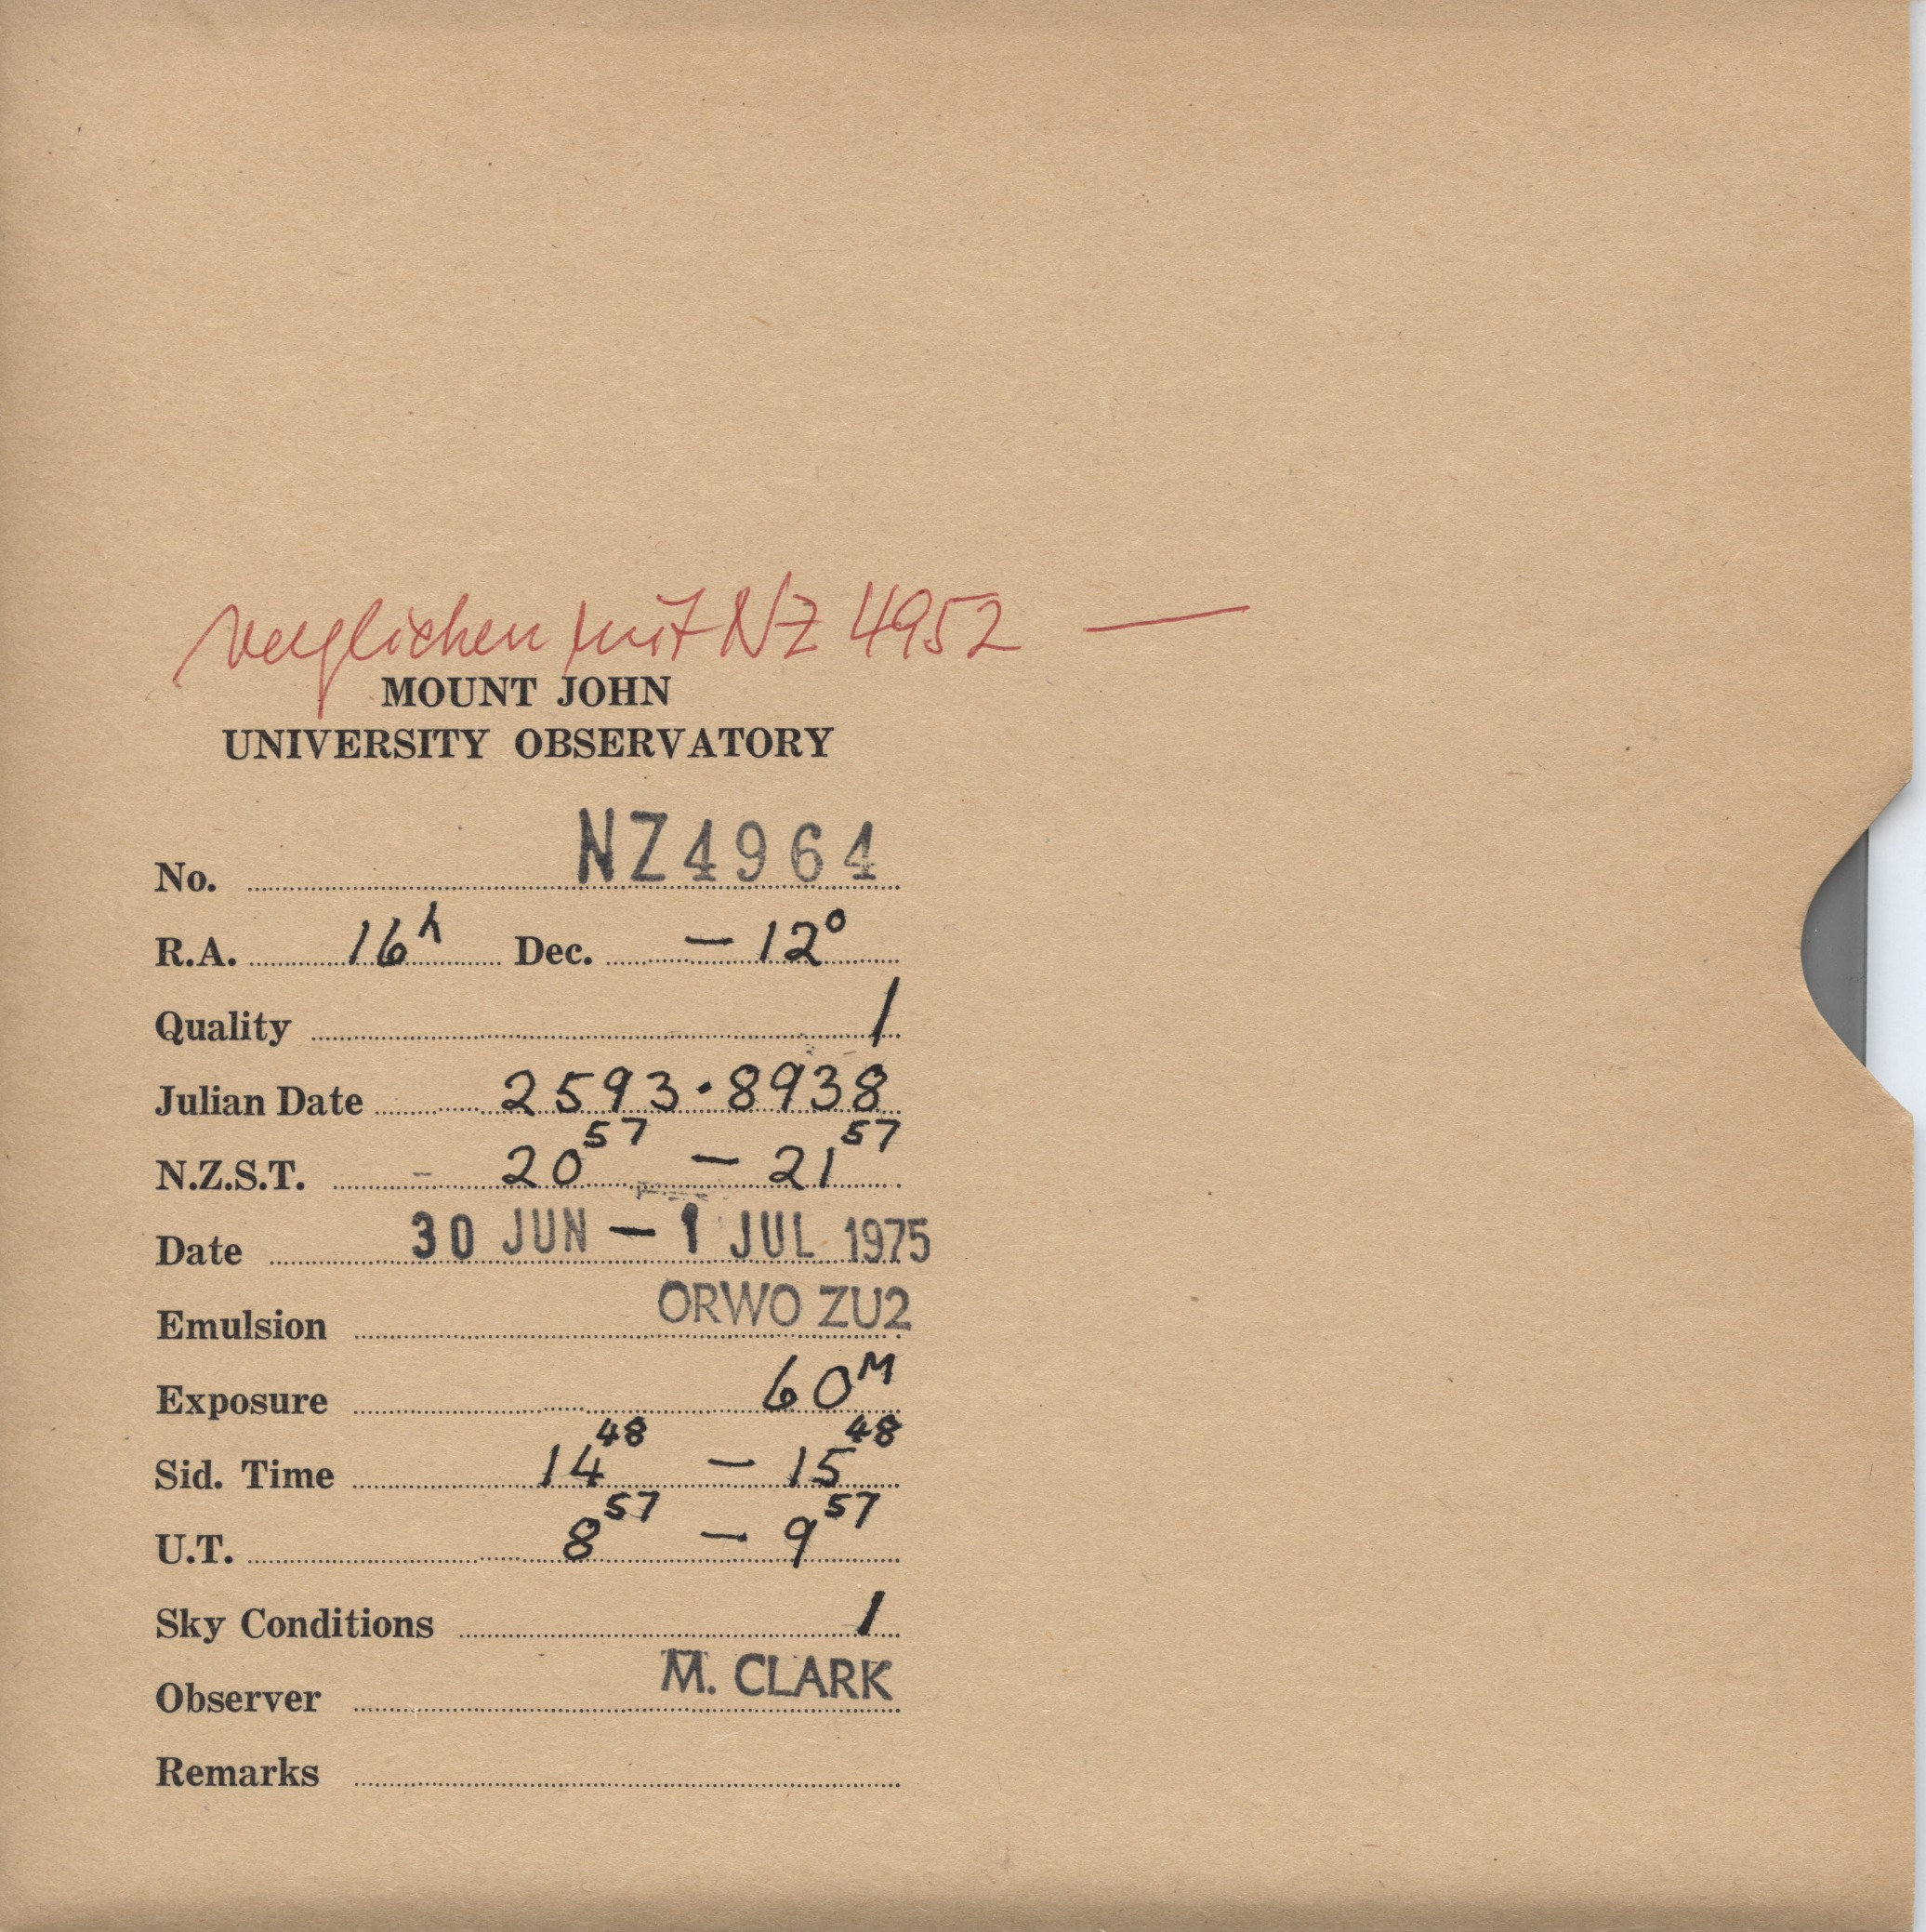 verglichen mit NZ 4952 —
MOUNT JOHN
UNIVERSITY OBSERVATORY
No. NZ4964
R.A. 16h Dec. – 12°
Quality 1
Julian Date 2593.8938
N.Z.S.T. 20 57 – 21 57
Date 30 JUN – 1 JUL 1975
Emulsion ORWO ZU2
Exposure 60M
Sid. Time 14 48 – 15 48
U.T. 8 57 – 9 57
Sky Conditions 1
Observer M. CLARK
Remarks